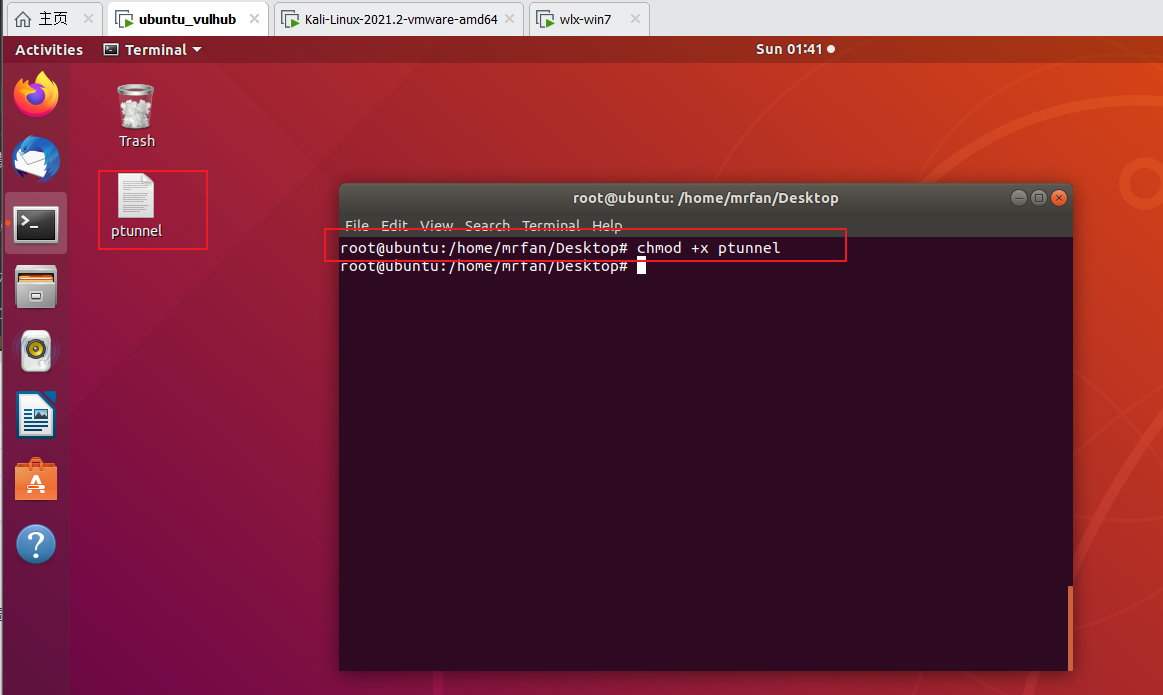 主页
ubuntu_vulhub
Kali-Linux-2021.2-vmware-amd64
wlx-win7
Activities
Terminal
Sun 01:41
Trash
ptunnel
root@ubuntu: /home/mrfan/Desktop
File Edit View Search Terminal Help
root@ubuntu:/home/mrfan/Desktop# chmod +x ptunnel
root@ubuntu:/home/mrfan/Desktop#